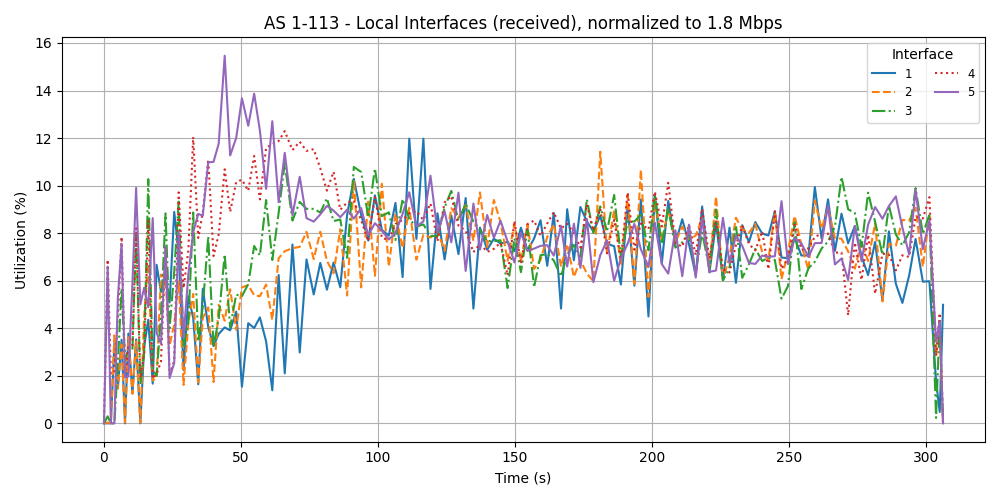 AS 1-113 - Local Interfaces (received), normalized to 1.8 Mbps
Utilization (%)
16
14
12
10
8
6
4
2
0
0 50 100 150 200 250 300
Time (s)
Interface
1 4
2 5
3